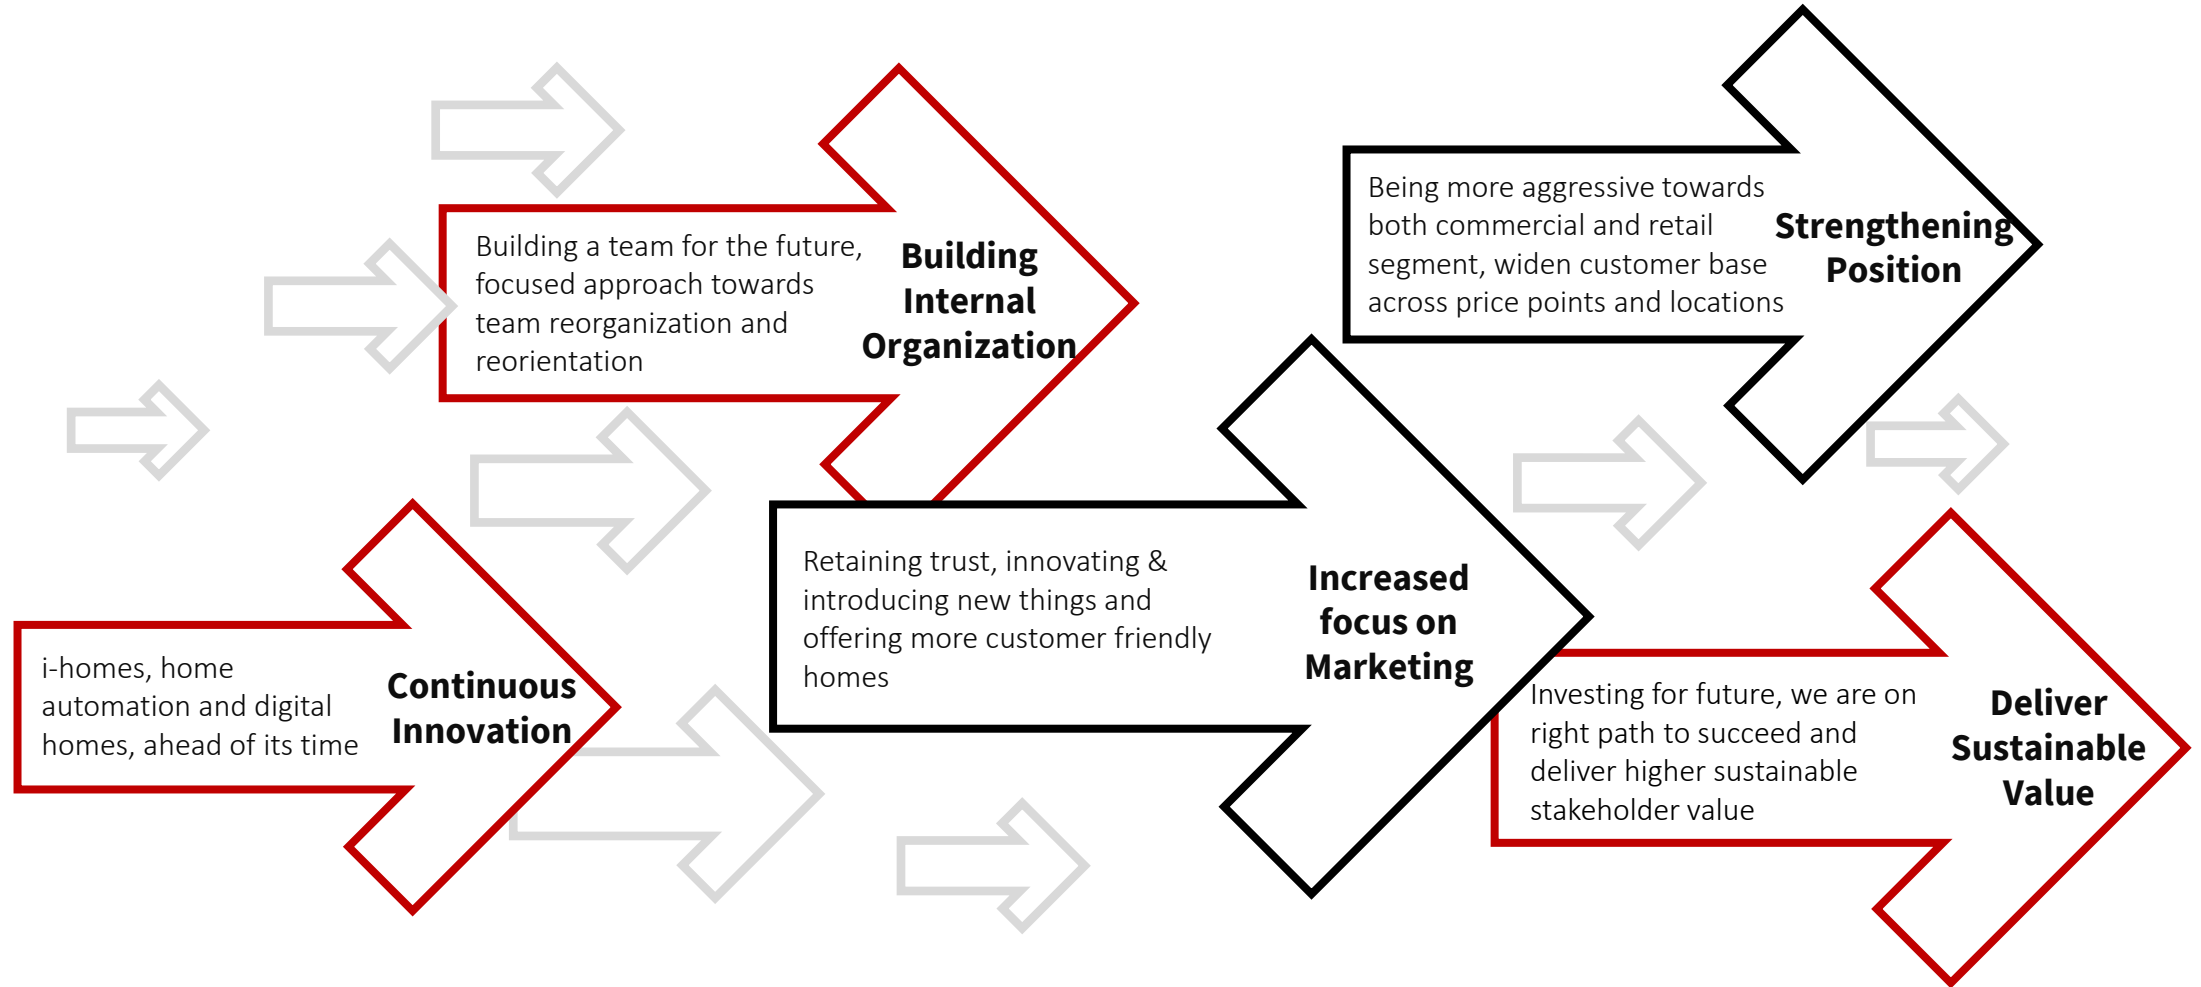 Building a team for the future,
focused approach towards
team reorganization and
reorientation
Building
Internal
Organization
Being more aggressive towards
both commercial and retail
segment, widen customer base
across price points and locations
Strengthening
Position
i-homes, home
automation and digital
homes, ahead of its time
Continuous
Innovation
Retaining trust, innovating &
introducing new things and
offering more customer friendly
homes
Increased
focus on
Marketing
Investing for future, we are on
right path to succeed and
deliver higher sustainable
stakeholder value
Deliver
Sustainable
Value